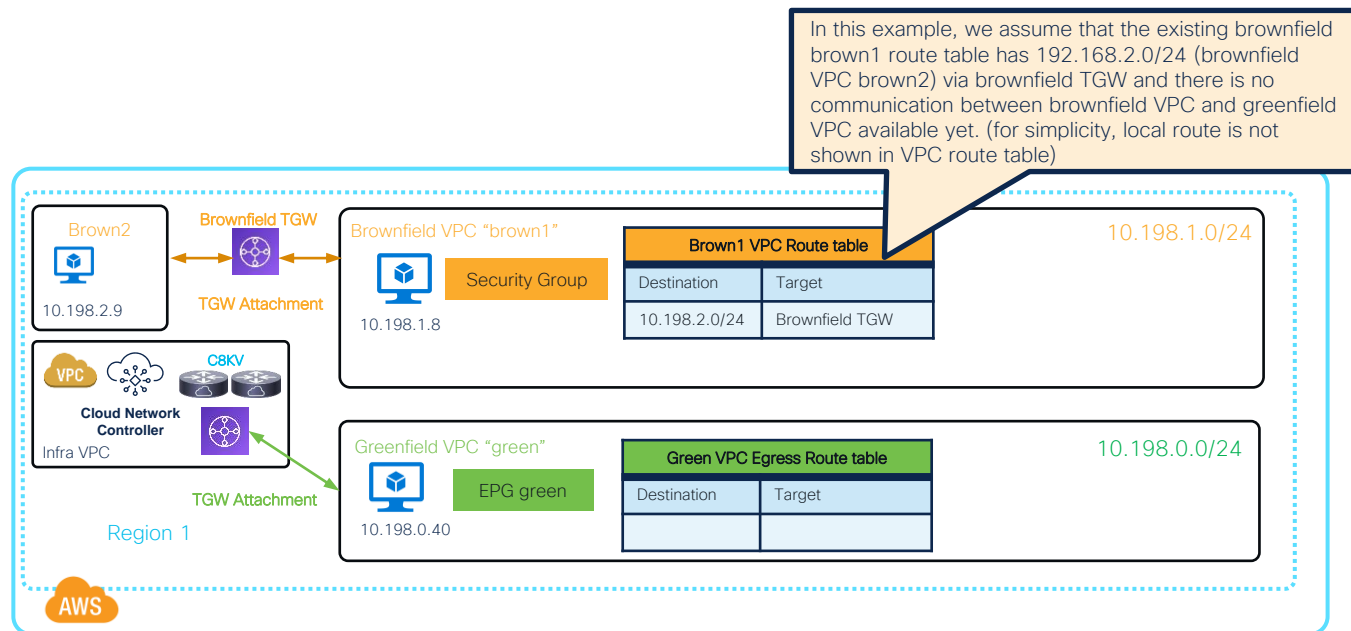 In this example, we assume that the existing brownfield
brown1 route table has 192.168.2.0/24 (brownfield
VPC brown2) via brownfield TGW and there is no
communication between brownfield VPC and greenfield
VPC available yet. (for simplicity, local route is not
shown in VPC route table)
Brown2
10.198.2.9
Brownfield TGW
TGW Attachment
Brownfield VPC “brown1”
10.198.1.8
Security Group
Brown1 VPC Route table
Destination Target
10.198.2.0/24 Brownfield TGW
10.198.1.0/24
VPC
C8KV
Cloud Network
Controller
Infra VPC
TGW Attachment
Greenfield VPC “green”
10.198.0.40
EPG green
Green VPC Egress Route table
Destination Target
10.198.0.0/24
Region 1
AWS